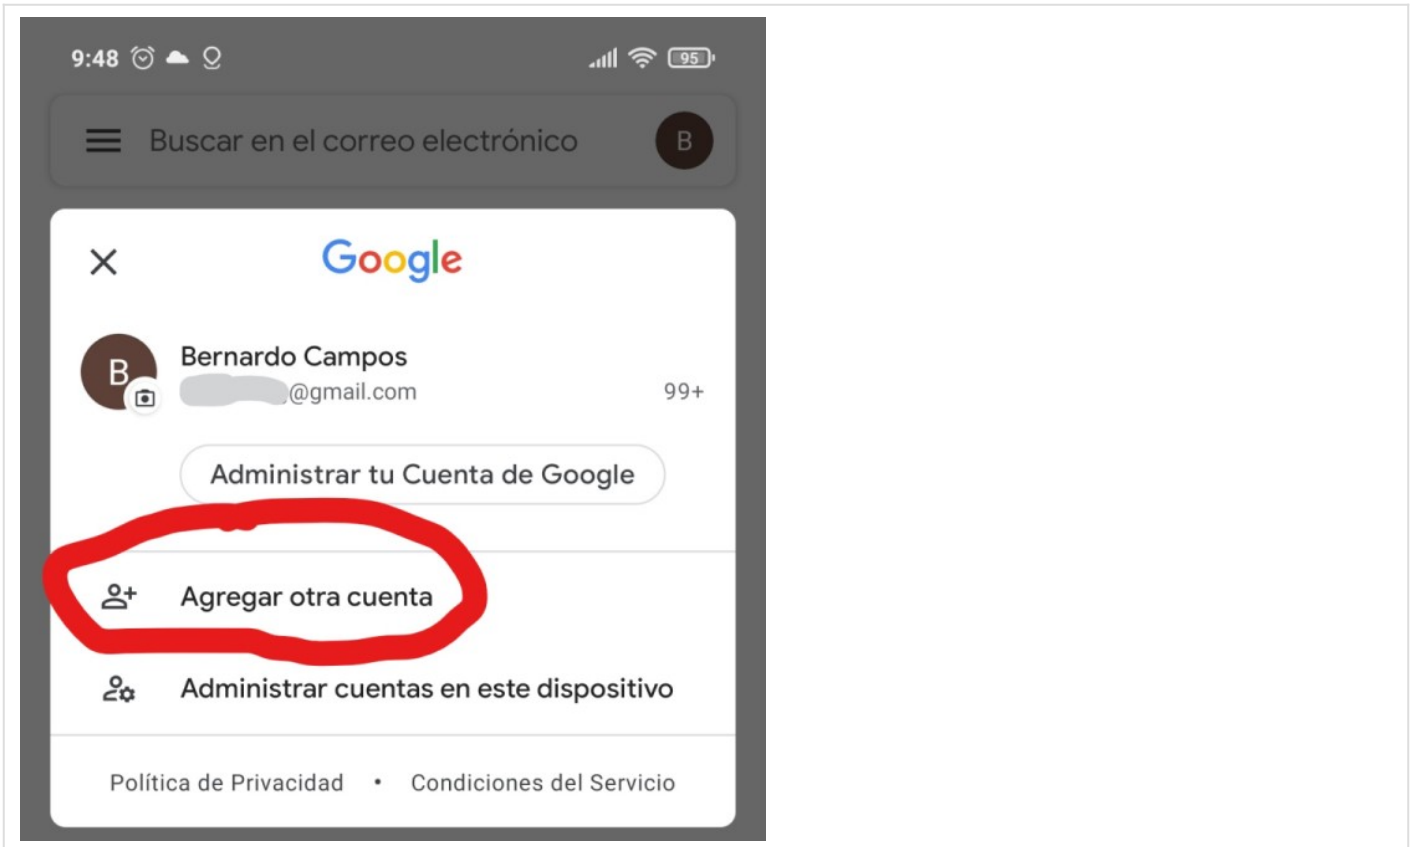 9:48 95
Buscar en el correo electrónico B
Google
B Bernardo Campos
@gmail.com 99+
Administrar tu Cuenta de Google
Agregar otra cuenta
Administrar cuentas en este dispositivo
Política de Privacidad • Condiciones del Servicio